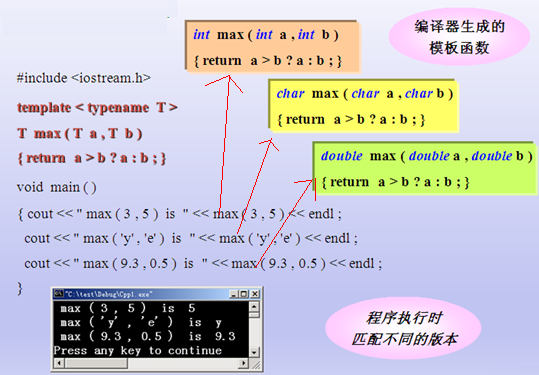 int max ( int a , int b )
{ return a > b ? a : b ; }
编译器生成的
模板函数
#include <iostream.h>
template < typename T >
T max ( T a , T b )
{ return a > b ? a : b ; }
char max ( char a , char b )
{ return a > b ? a : b ; }
double max ( double a , double b )
{ return a > b ? a : b ; }
void main ( )
{ cout << " max ( 3 , 5 ) is " << max ( 3 , 5 ) << endl ;
cout << " max ( 'y' , 'e' ) is " << max ( 'y' , 'e' ) << endl ;
cout << " max ( 9.3 , 0.5 ) is " << max ( 9.3 , 0.5 ) << endl ;
}
"C:\test\Debug\Cpp1.exe"
max ( 3 , 5 ) is 5
max ( 'y' , 'e' ) is y
max ( 9.3 , 0.5 ) is 9.3
Press any key to continue
程序执行时
匹配不同的版本